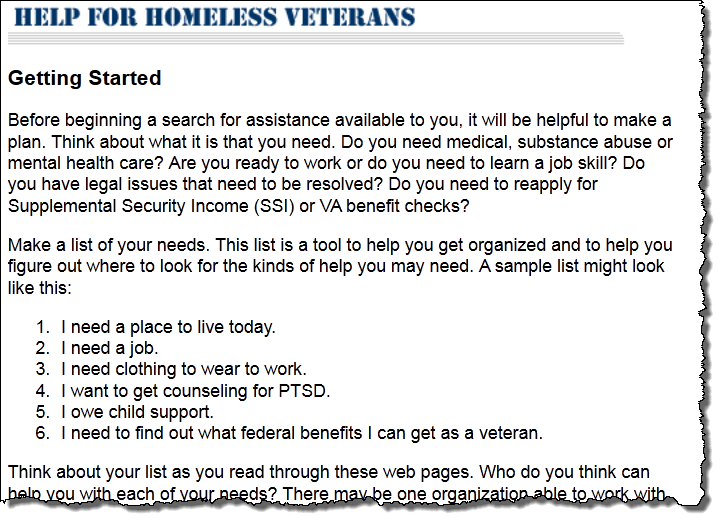 HELP FOR HOMELESS VETERANS
Getting Started
Before beginning a search for assistance available to you, it will be helpful to make a
plan. Think about what it is that you need. Do you need medical, substance abuse or
mental health care? Are you ready to work or do you need to learn a job skill? Do
you have legal issues that need to be resolved? Do you need to reapply for
Supplemental Security Income (SSI) or VA benefit checks?
Make a list of your needs. This list is a tool to help you get organized and to help you
figure out where to look for the kinds of help you may need. A sample list might look
like this:
1. I need a place to live today.
2. I need a job.
3. I need clothing to wear to work.
4. I want to get counseling for PTSD.
5. I owe child support.
6. I need to find out what federal benefits I can get as a veteran.
Think about your list as you read through these web pages. Who do you think can
help you with each of your needs? There may be one organization able to work with